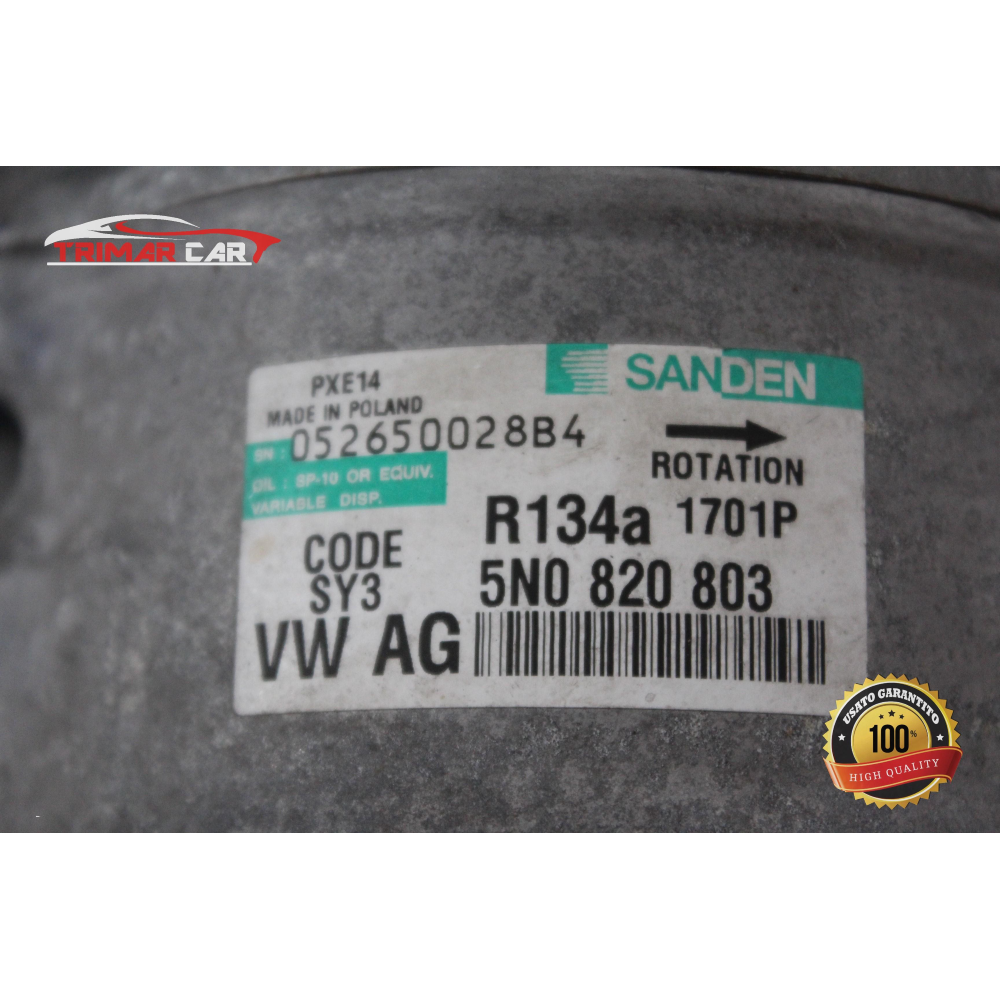 TRIMAR CAR
SANDEN
PXE14
MADE IN POLAND
SN : 052650028B4
ROTATION
OIL : SP-10 OR EQUIV.
VARIABLE DISP.
R134a 1701P
CODE
SY3
5N0 820 803
VW AG
USATO GARANTITO
100%
HIGH QUALITY